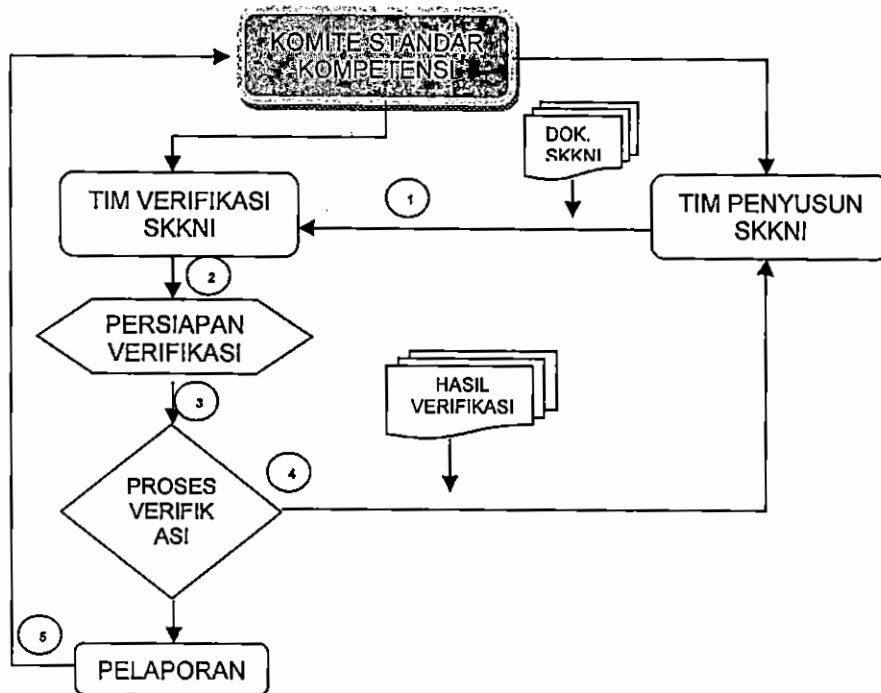 KOMITE STANDAR
KOMPETENSI
DOK.
SKKNI
TIM VERIFIKASI
SKKNI
1
TIM PENYUSUN
SKKNI
2
PERSIAPAN
VERIFIKASI
3
HASIL
VERIFIKASI
PROSES
VERIFIK
ASI
4
5
PELAPORAN